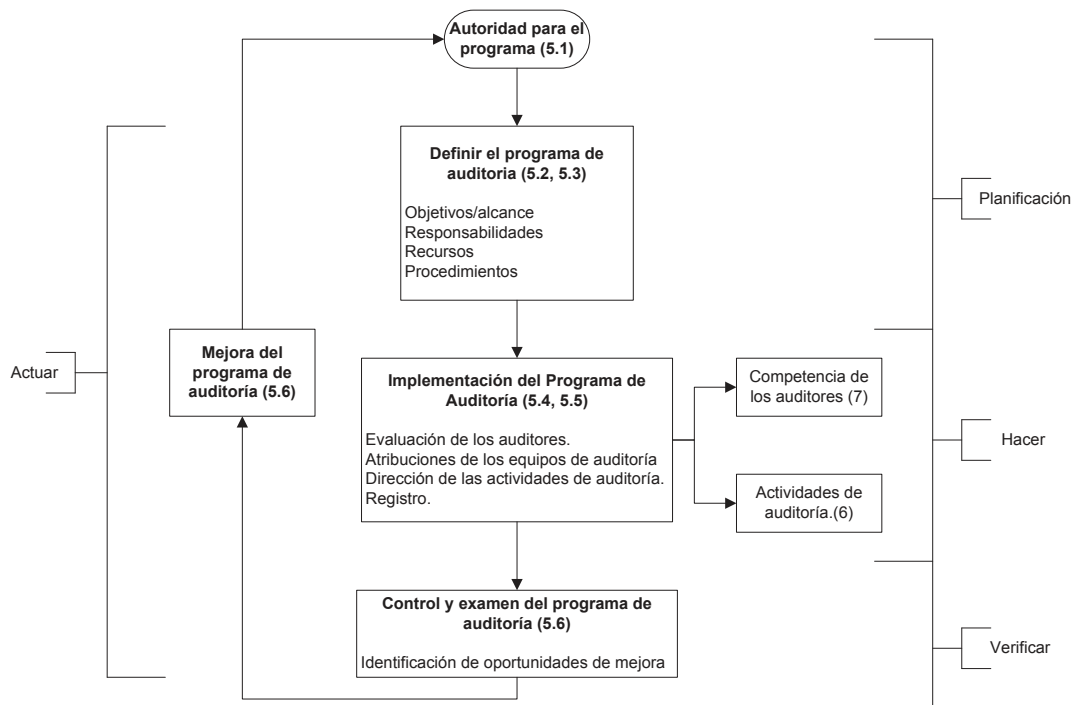 Autoridad para el
programa (5.1)
Definir el programa de
auditoria (5.2, 5.3)
Objetivos/alcance
Responsabilidades
Recursos
Procedimientos
Planificación
Actuar
Mejora del
programa de
auditoría (5.6)
Implementación del Programa de
Auditoría (5.4, 5.5)
Evaluación de los auditores.
Atribuciones de los equipos de auditoría
Dirección de las actividades de auditoría.
Registro.
Competencia de
los auditores (7)
Actividades de
auditoría.(6)
Hacer
Control y examen del programa de
auditoría (5.6)
Identificación de oportunidades de mejora
Verificar